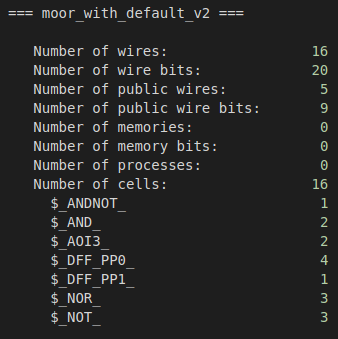 === moor_with_default_v2 ===
Number of wires: 16
Number of wire bits: 20
Number of public wires: 5
Number of public wire bits: 9
Number of memories: 0
Number of memory bits: 0
Number of processes: 0
Number of cells: 16
$_ANDNOT_ 1
$_AND_ 2
$_AOI3_ 2
$_DFF_PP0_ 4
$_DFF_PP1_ 1
$_NOR_ 3
$_NOT_ 3